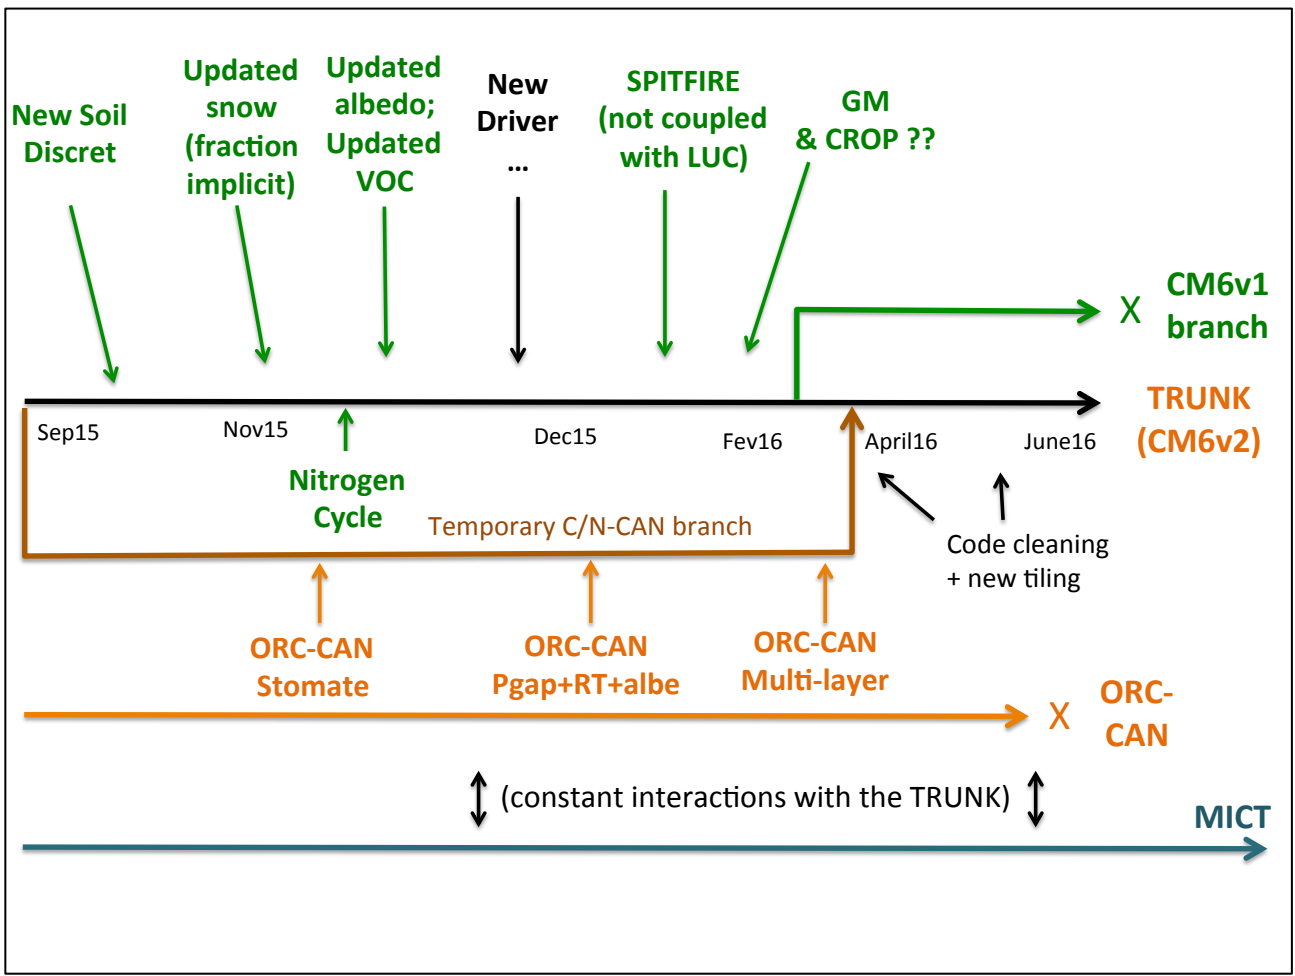 New Soil
Discret
Updated
snow
(fraction
implicit)
Updated
albedo;
Updated
VOC
New
Driver
...
SPITFIRE
(not coupled
with LUC)
GM
& CROP ??
X
CM6v1
branch
TRUNK
(CM6v2)
Sep15
Nov15
Dec15
Fev16
April16
June16
Nitrogen
Cycle
Temporary C/N-CAN branch
Code cleaning
+ new tiling
ORC-CAN
Stomate
ORC-CAN
Pgap+RT+albe
ORC-CAN
Multi-layer
X
ORC-
CAN
(constant interactions with the TRUNK)
MICT